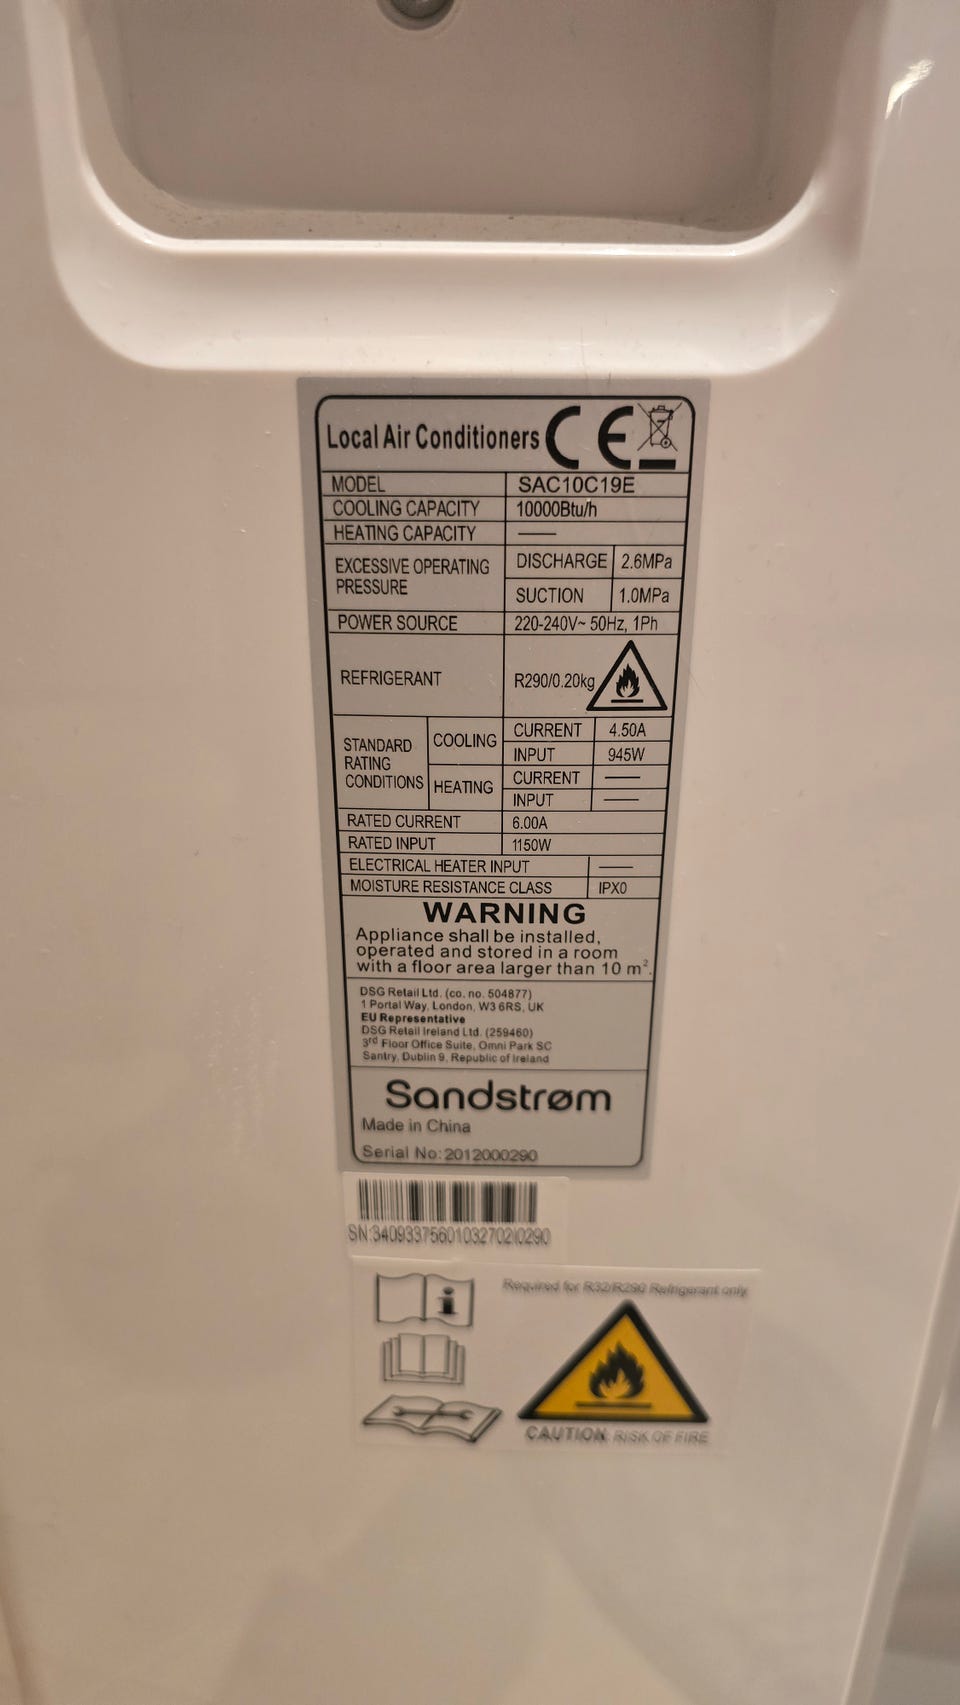 Local Air Conditioners CE
MODEL SAC10C19E
COOLING CAPACITY 10000Btu/h
HEATING CAPACITY ——
EXCESSIVE OPERATING PRESSURE DISCHARGE 2.6MPa
SUCTION 1.0MPa
POWER SOURCE 220-240V~ 50Hz, 1Ph
REFRIGERANT R290/0.20kg
STANDARD RATING CONDITIONS COOLING CURRENT 4.50A
INPUT 945W
HEATING CURRENT ——
INPUT ——
RATED CURRENT 6.00A
RATED INPUT 1150W
ELECTRICAL HEATER INPUT ——
MOISTURE RESISTANCE CLASS IPX0
WARNING
Appliance shall be installed,
operated and stored in a room
with a floor area larger than 10 m².
DSG Retail Ltd. (co. no. 504877)
1 Portal Way, London, W3 6RS, UK
EU Representative
DSG Retail Ireland Ltd. (259460)
3rd Floor Office Suite, Omni Park SC
Santry, Dublin 9, Republic of Ireland
Sandstrøm
Made in China
Serial No:2012000290
SN:3409337560103270210290
Required for R32/R290 Refrigerant only
CAUTION: RISK OF FIRE